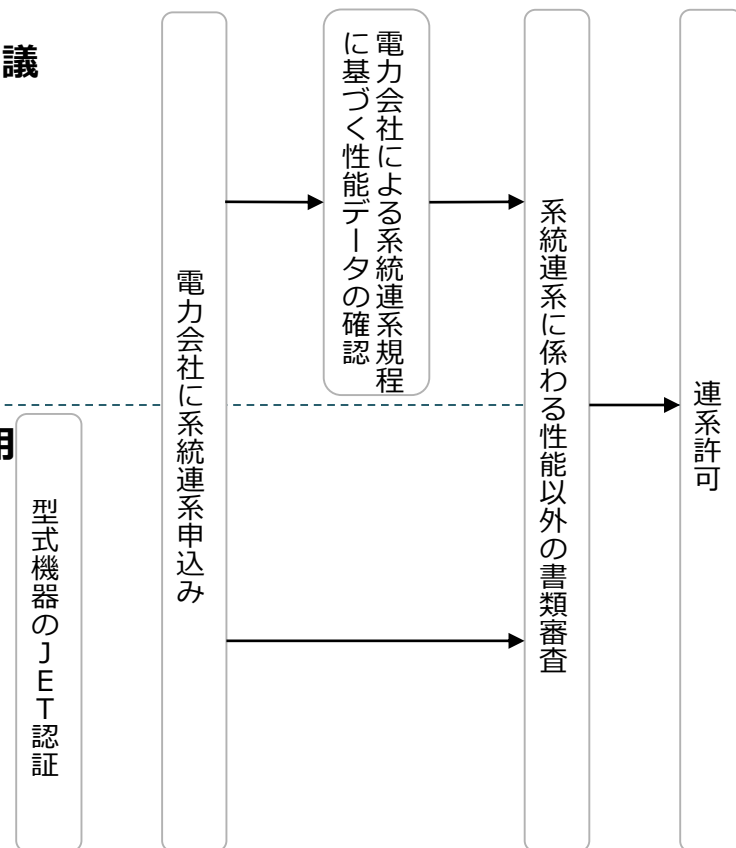 議
用
型式機器のJET認証
電力会社に系統連系申込み
電力会社による系統連系規程
に基づく性能データの確認
系統連系に係わる性能以外の書類審査
連系許可